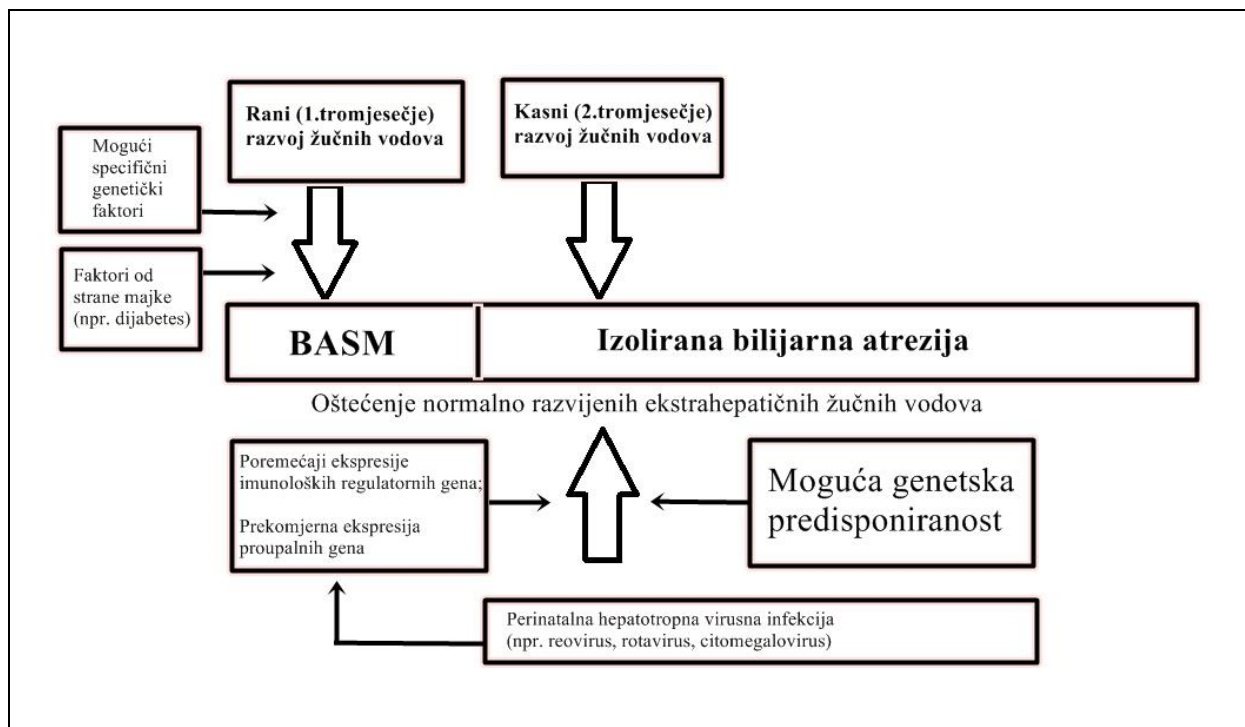 Rani (1.tromjesečje)
razvoj žučnih vodova
Kasni (2.tromjesečje)
razvoj žučnih vodova
Mogući
specifični
genetički
faktori
Faktori od
strane majke
(npr. dijabetes)
BASM
Izolirana bilijarna atrezija
Oštećenje normalno razvijenih ekstrahepatičnih žučnih vodova
Poremećaji ekspresije
imunoloških regulatornih gena;
Prekomjerna ekspresija
proupalnih gena
Moguća genetska
predisponiranost
Perinatalna hepatotropna virusna infekcija
(npr. reovirus, rotavirus, citomegalovirus)